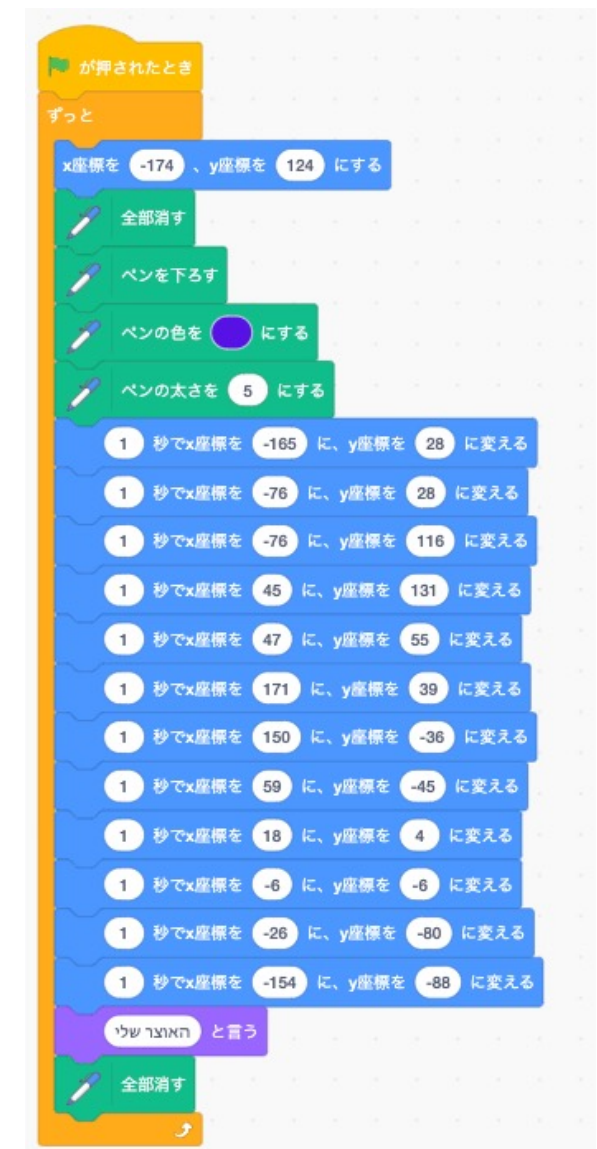 が押されたとき
ずっと
x座標を -174 、y座標を 124 にする
全部消す
ペンを下ろす
ペンの色を にする
ペンの太さを 5 にする
1 秒でx座標を -165 に、y座標を 28 に変える
1 秒でx座標を -76 に、y座標を 28 に変える
1 秒でx座標を -76 に、y座標を 116 に変える
1 秒でx座標を 45 に、y座標を 131 に変える
1 秒でx座標を 47 に、y座標を 55 に変える
1 秒でx座標を 171 に、y座標を 39 に変える
1 秒でx座標を 150 に、y座標を -36 に変える
1 秒でx座標を 59 に、y座標を -45 に変える
1 秒でx座標を 18 に、y座標を 4 に変える
1 秒でx座標を -6 に、y座標を -6 に変える
1 秒でx座標を -26 に、y座標を -80 に変える
1 秒でx座標を -154 に、y座標を -88 に変える
האוצר שלי と言う
全部消す